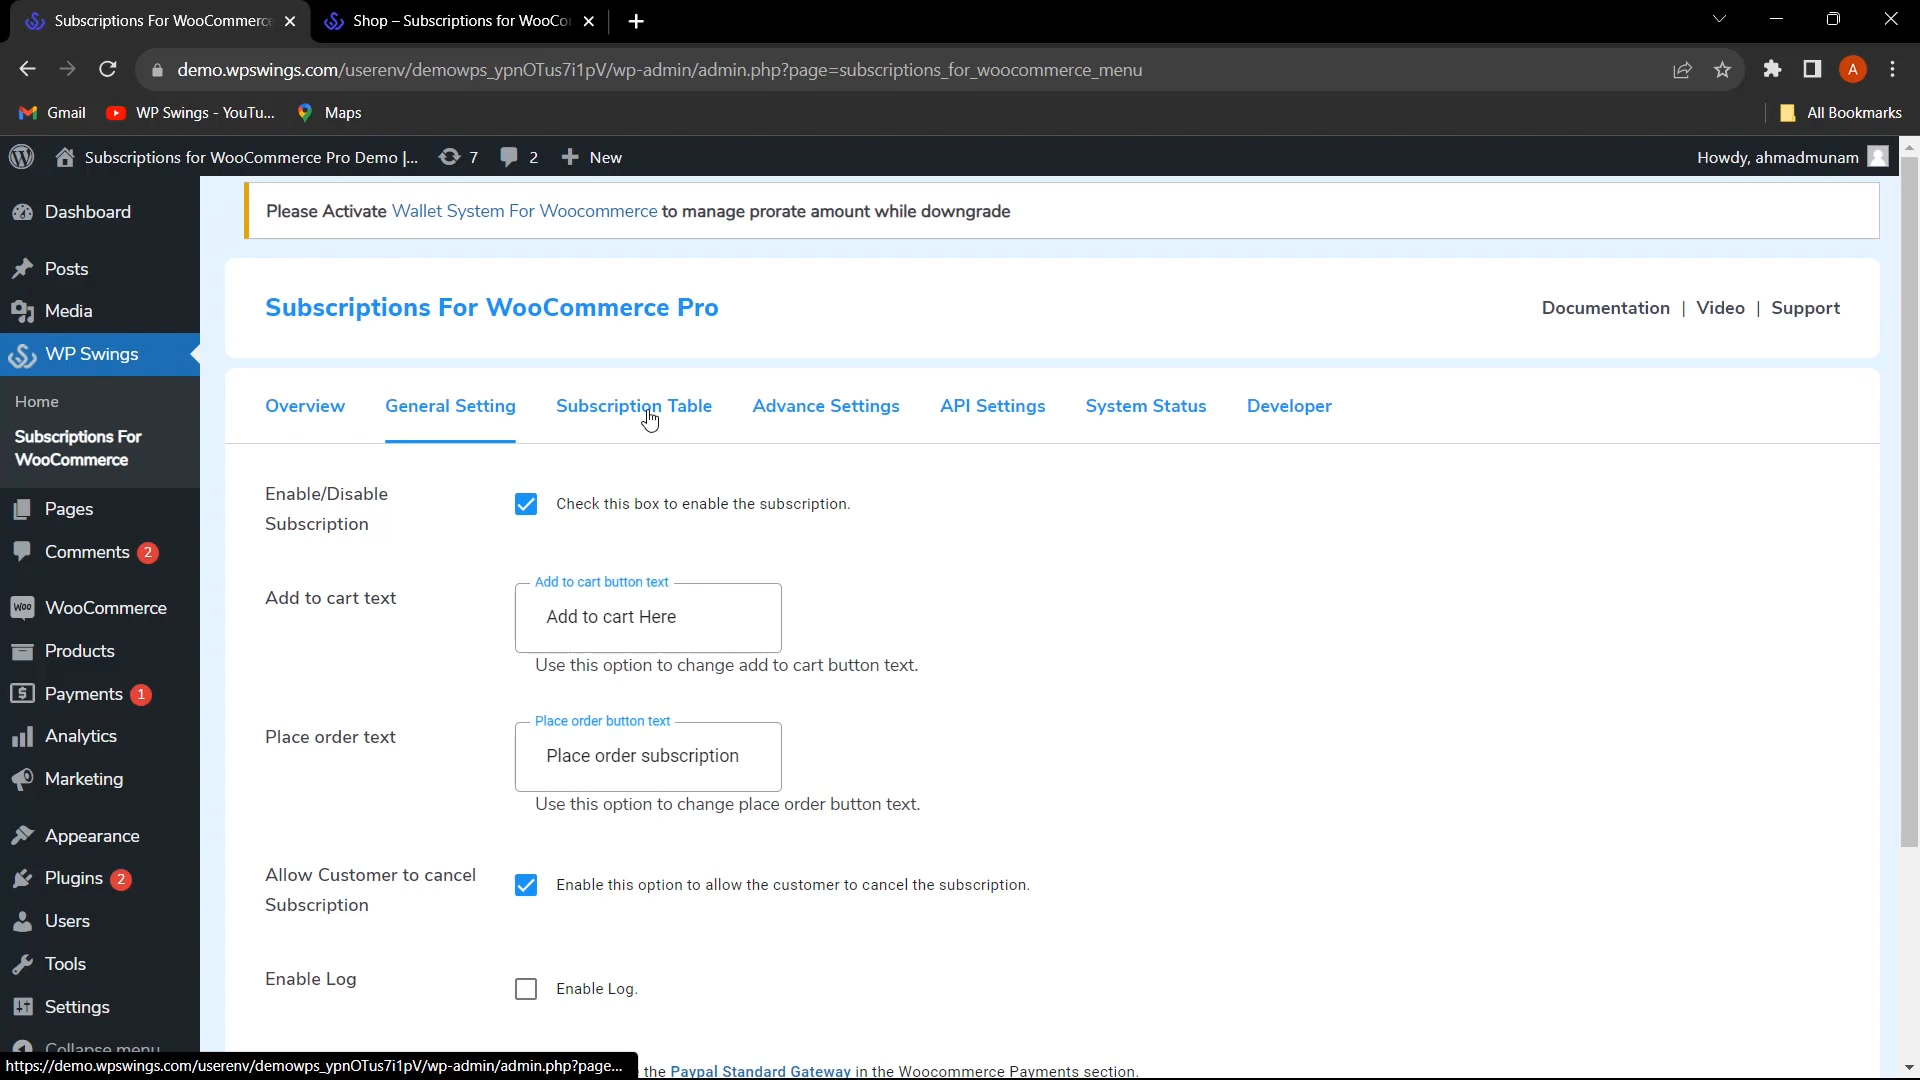 Subscriptions For WooCommerce
Shop – Subscriptions for WooCo
demo.wpswings.com/userenv/demowps_ypnOTus7i1pV/wp-admin/admin.php?page=subscriptions_for_woocommerce_menu
A
Gmail
WP Swings - YouTu...
Maps
All Bookmarks
Subscriptions for WooCommerce Pro Demo |...
7
2
New
Howdy, ahmadmunam
Dashboard
Posts
Media
WP Swings
Home
Subscriptions For
WooCommerce
Pages
Comments 2
Woo WooCommerce
Products
Payments 1
Analytics
Marketing
Appearance
Plugins 2
Users
Tools
Settings
Collapse menu
Please Activate Wallet System For Woocommerce to manage prorate amount while downgrade
Subscriptions For WooCommerce Pro
Documentation | Video | Support
Overview
General Setting
Subscription Table
Advance Settings
API Settings
System Status
Developer
Enable/Disable
Subscription
Check this box to enable the subscription.
Add to cart text
Add to cart button text
Add to cart Here
Use this option to change add to cart button text.
Place order text
Place order button text
Place order subscription
Use this option to change place order button text.
Allow Customer to cancel
Subscription
Enable this option to allow the customer to cancel the subscription.
Enable Log
Enable Log.
the Paypal Standard Gateway in the Woocommerce Payments section.
https://demo.wpswings.com/userenv/demowps_ypnOTus7i1pV/wp-admin/admin.php?page...